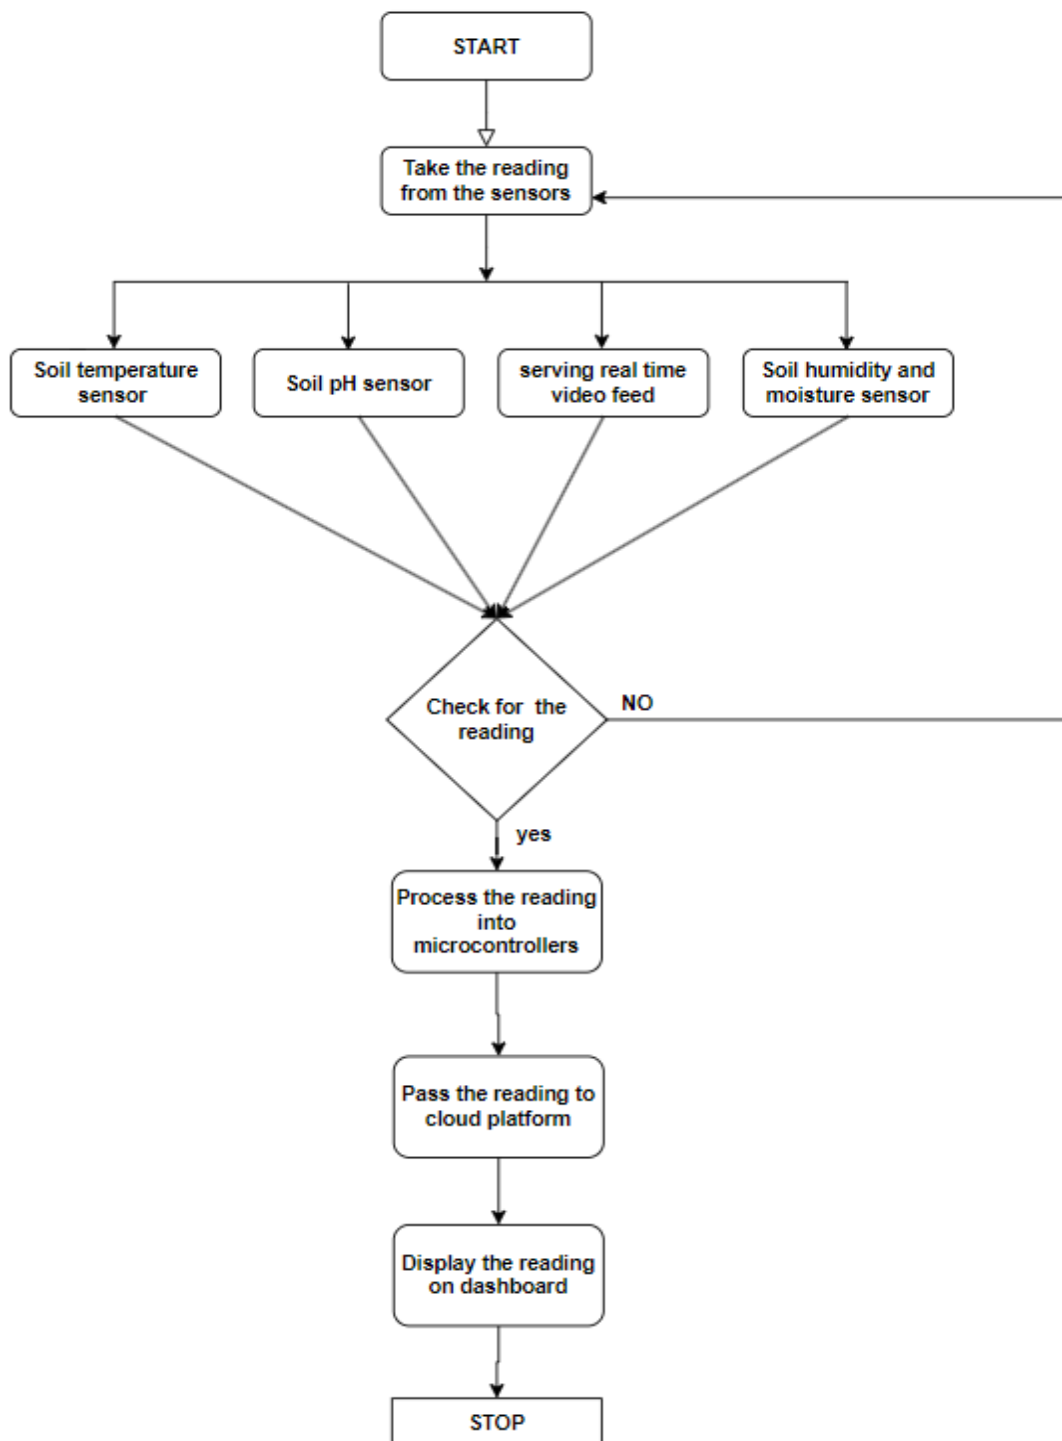 START
Take the reading
from the sensors
Soil temperature
sensor
Soil pH sensor
serving real time
video feed
Soil humidity and
moisture sensor
Check for the
reading
NO
yes
Process the reading
into
microcontrollers
Pass the reading to
cloud platform
Display the reading
on dashboard
STOP